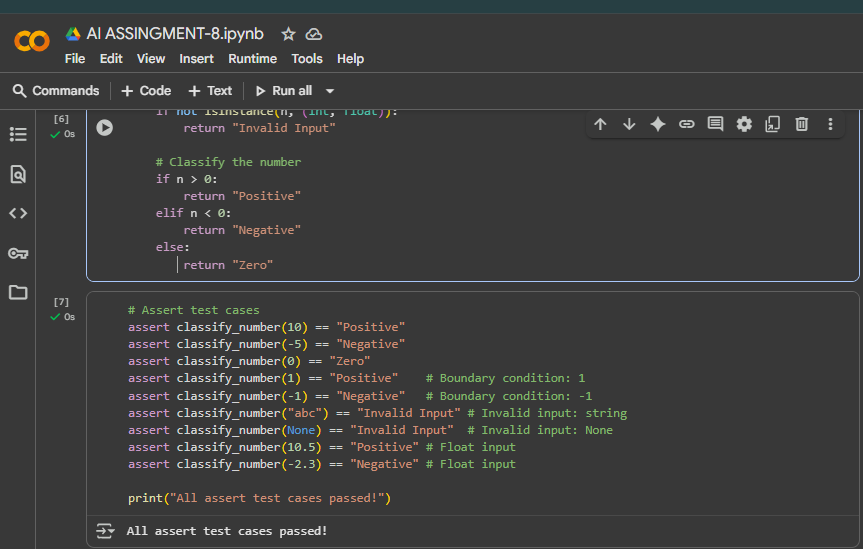 AI ASSINGMENT-8.ipynb
File Edit View Insert Runtime Tools Help
Commands + Code + Text Run all
[6]
0s
if not isinstance(n, (int, float)):
return "Invalid Input"
# Classify the number
if n > 0:
return "Positive"
elif n < 0:
return "Negative"
else:
return "Zero"
[7]
0s
# Assert test cases
assert classify_number(10) == "Positive"
assert classify_number(-5) == "Negative"
assert classify_number(0) == "Zero"
assert classify_number(1) == "Positive" # Boundary condition: 1
assert classify_number(-1) == "Negative" # Boundary condition: -1
assert classify_number("abc") == "Invalid Input" # Invalid input: string
assert classify_number(None) == "Invalid Input" # Invalid input: None
assert classify_number(10.5) == "Positive" # Float input
assert classify_number(-2.3) == "Negative" # Float input
print("All assert test cases passed!")
All assert test cases passed!